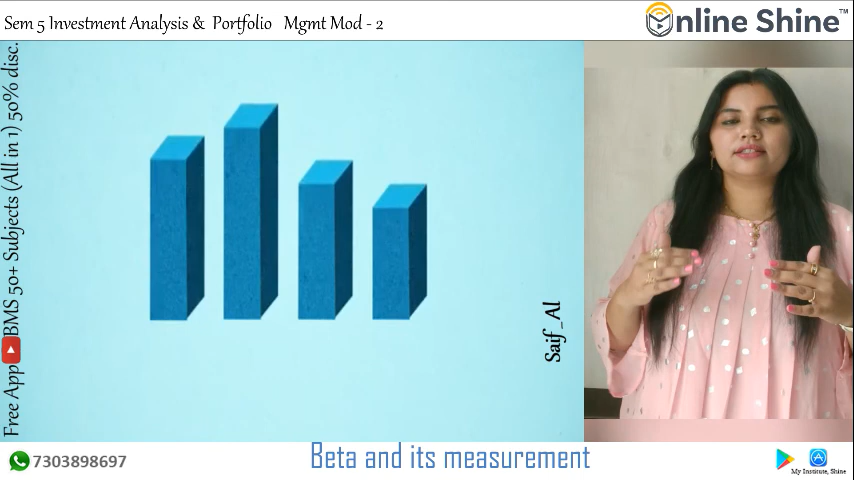 Sem 5 Investment Analysis & Portfolio Mgmt Mod - 2
Online Shine™
Free App BMS 50+ Subjects (All in 1) 50% disc.
Saif_Al
7303898697
Beta and its measurement
My Institute, Shine